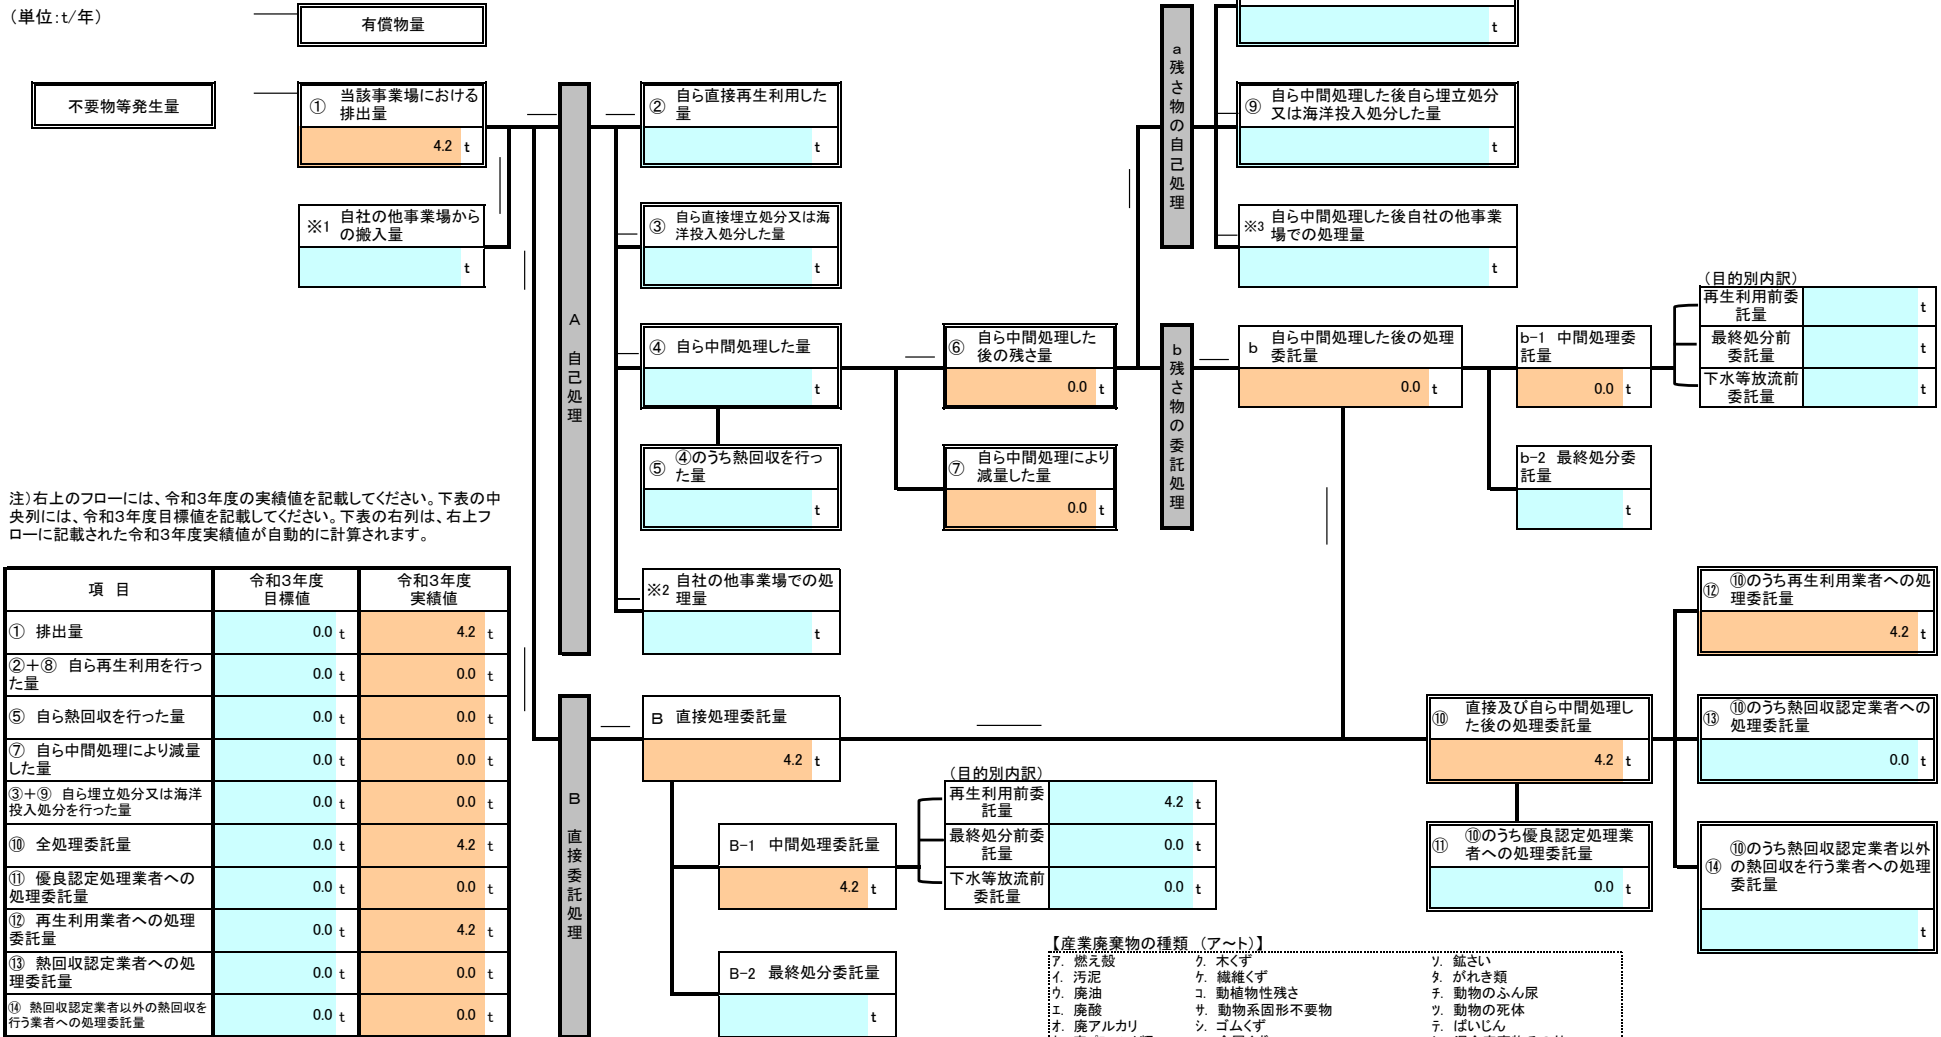 （単位：t/年）
有償物量
t
不要物等発生量
① 当該事業場における
排出量
4.2 t
※1 自社の他事業場から
の搬入量
t
A 自己処理
② 自ら直接再生利用した
量
t
③ 自ら直接埋立処分又は海
洋投入処分した量
t
④ 自ら中間処理した量
t
⑤ ④のうち熱回収を行っ
た量
t
※2 自社の他事業場での処
理量
t
⑥ 自ら中間処理した
後の残さ量
0.0 t
⑦ 自ら中間処理により
減量した量
0.0 t
a 残さ物の自己処理
⑨ 自ら中間処理した後自ら埋立処分
又は海洋投入処分した量
t
※3 自ら中間処理した後自社の他事業
場での処理量
t
b 残さ物の委託処理
b 自ら中間処理した後の処理
委託量
0.0 t
b-1 中間処理委
託量
0.0 t
b-2 最終処分委
託量
t
（目的別内訳）
再生利用前委
託量 t
最終処分前
委託量 t
下水等放流前
委託量 t
注）右上のフローには、令和3年度の実績値を記載してください。下表の中
央列には、令和3年度目標値を記載してください。下表の右列は、右上フ
ローに記載された令和3年度実績値が自動的に計算されます。
項 目 令和3年度 目標値 令和3年度 実績値
① 排出量 0.0 t 4.2 t
②＋⑧ 自ら再生利用を行っ
た量 0.0 t 0.0 t
⑤ 自ら熱回収を行った量 0.0 t 0.0 t
⑦ 自ら中間処理により減量
した量 0.0 t 0.0 t
③＋⑨ 自ら埋立処分又は海洋
投入処分を行った量 0.0 t 0.0 t
⑩ 全処理委託量 0.0 t 4.2 t
⑪ 優良認定処理業者への
処理委託量 0.0 t 0.0 t
⑫ 再生利用業者への処理
委託量 0.0 t 4.2 t
⑬ 熱回収認定業者への処
理委託量 0.0 t 0.0 t
⑭ 熱回収認定業者以外の熱回収を
行う業者への処理委託量 0.0 t 0.0 t
B 直接委託処理
B 直接処理委託量
4.2 t
B-1 中間処理委託量
4.2 t
B-2 最終処分委託量
t
（目的別内訳）
再生利用前委
託量 4.2 t
最終処分前委
託量 0.0 t
下水等放流前
委託量 0.0 t
⑩ 直接及び自ら中間処理し
た後の処理委託量
4.2 t
⑪ ⑩のうち優良認定処理業
者への処理委託量
0.0 t
⑫ ⑩のうち再生利用業者への処
理委託量
4.2 t
⑬ ⑩のうち熱回収認定業者への
処理委託量
0.0 t
⑭ ⑩のうち熱回収認定業者以外
の熱回収を行う業者への処理
委託量
t
【産業廃棄物の種類 （ア～ト）】
ア. 燃え殻 ク. 木くず ソ. 鉱さい
イ. 汚泥 ケ. 繊維くず タ. がれき類
ウ. 廃油 コ. 動植物性残さ チ. 動物のふん尿
エ. 廃酸 サ. 動物系固形不要物 ツ. 動物の死体
オ. 廃アルカリ シ. ゴムくず テ. ばいじん